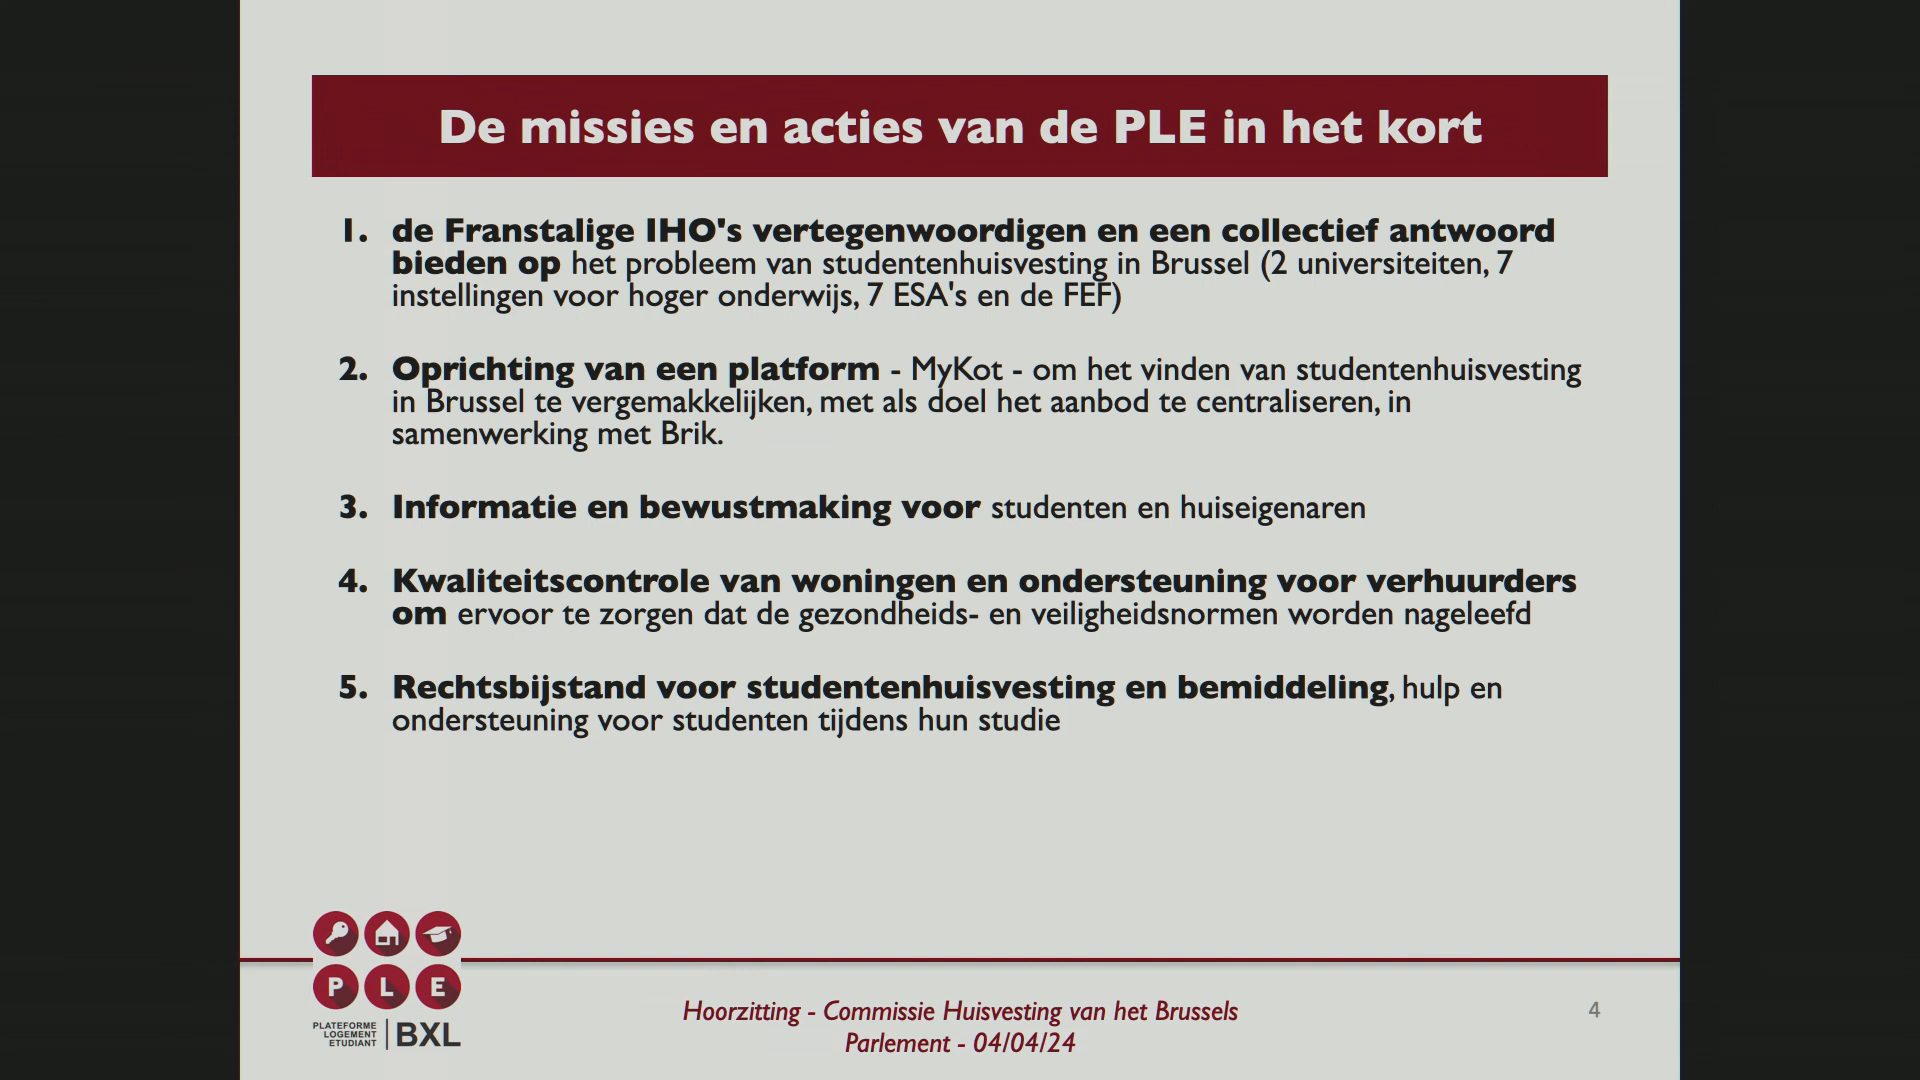 De missies en acties van de PLE in het kort
1. de Franstalige IHO's vertegenwoordigen en een collectief antwoord
bieden op het probleem van studentenhuisvesting in Brussel (2 universiteiten, 7
instellingen voor hoger onderwijs, 7 ESA's en de FEF)
2. Oprichting van een platform - MyKot - om het vinden van studentenhuisvesting
in Brussel te vergemakkelijken, met als doel het aanbod te centraliseren, in
samenwerking met Brik.
3. Informatie en bewustmaking voor studenten en huiseigenaren
4. Kwaliteitscontrole van woningen en ondersteuning voor verhuurders
om ervoor te zorgen dat de gezondheids- en veiligheidsnormen worden nageleefd
5. Rechtsbijstand voor studentenhuisvesting en bemiddeling, hulp en
ondersteuning voor studenten tijdens hun studie
P L E
PLATEFORME
LOGEMENT
ETUDIANT
BXL
Hoorzitting - Commissie Huisvesting van het Brussels
Parlement - 04/04/24
4